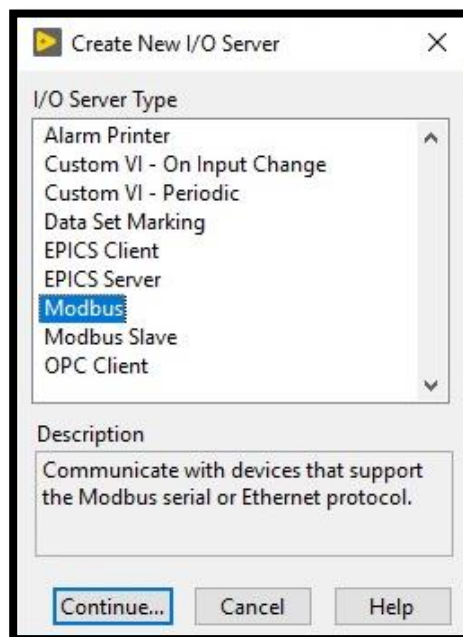 Create New I/O Server
I/O Server Type
Alarm Printer
Custom VI - On Input Change
Custom VI - Periodic
Data Set Marking
EPICS Client
EPICS Server
Modbus
Modbus Slave
OPC Client
Description
Communicate with devices that support
the Modbus serial or Ethernet protocol.
Continue... Cancel Help